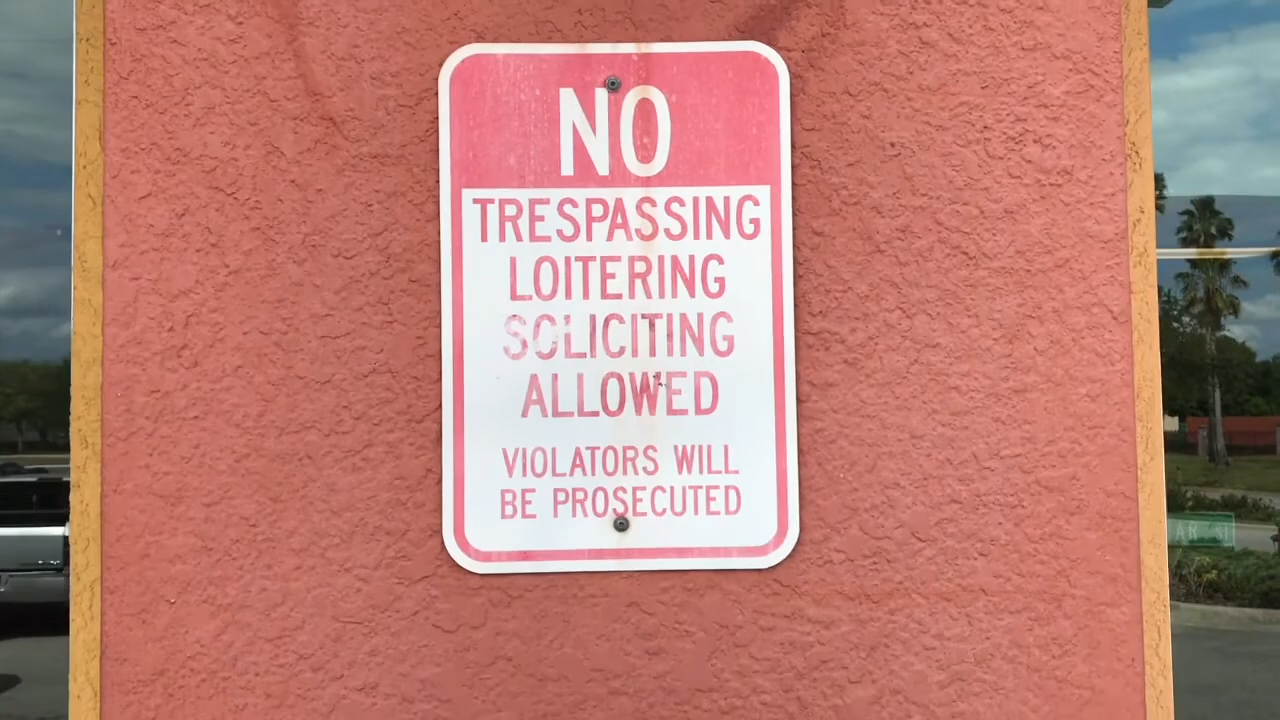 NO
TRESPASSING
LOITERING
SOLICITING
ALLOWED
VIOLATORS WILL
BE PROSECUTED